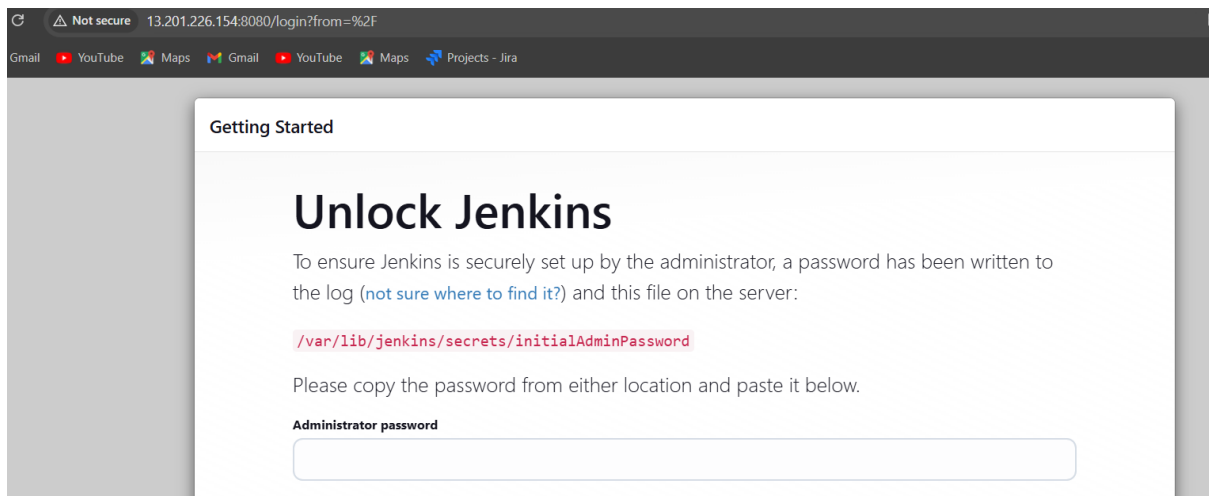 Not secure 13.201.226.154:8080/login?from=%2F
Gmail YouTube Maps Gmail YouTube Maps Projects - Jira
Getting Started
Unlock Jenkins
To ensure Jenkins is securely set up by the administrator, a password has been written to
the log (not sure where to find it?) and this file on the server:
/var/lib/jenkins/secrets/initialAdminPassword
Please copy the password from either location and paste it below.
Administrator password